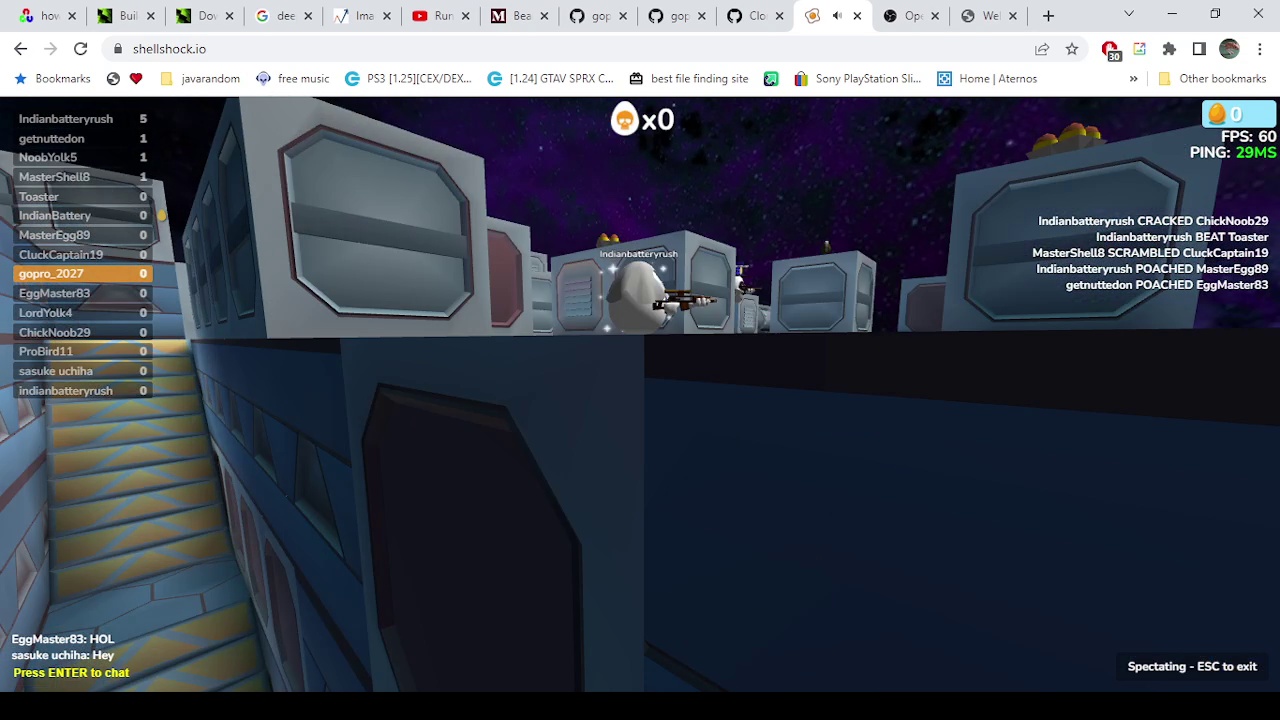 how
Buil
Dov
dee
Ima
Run
Bea
gop
gop
Clo
Ope
Wel
shellshock.io
30
Bookmarks
javarandom
free music
PS3 [1.25][CEX/DEX...
[1.24] GTAV SPRX C...
best file finding site
Sony PlayStation Sli...
Home | Aternos
»
Other bookmarks
Indianbatteryrush 5
getnuttedon 1
NoobYolk5 1
MasterShell8 1
Toaster 0
IndianBattery 0
MasterEgg89 0
CluckCaptain19 0
gopro_2027 0
EggMaster83 0
LordYolk4 0
ChickNoob29 0
ProBird11 0
sasuke uchiha 0
indianbatteryrush 0
x0
0
FPS: 60
PING: 29MS
Indianbatteryrush CRACKED ChickNoob29
Indianbatteryrush BEAT Toaster
MasterShell8 SCRAMBLED CluckCaptain19
Indianbatteryrush POACHED MasterEgg89
getnuttedon POACHED EggMaster83
Indianbatteryrush
EggMaster83: HOL
sasuke uchiha: Hey
Press ENTER to chat
Spectating - ESC to exit